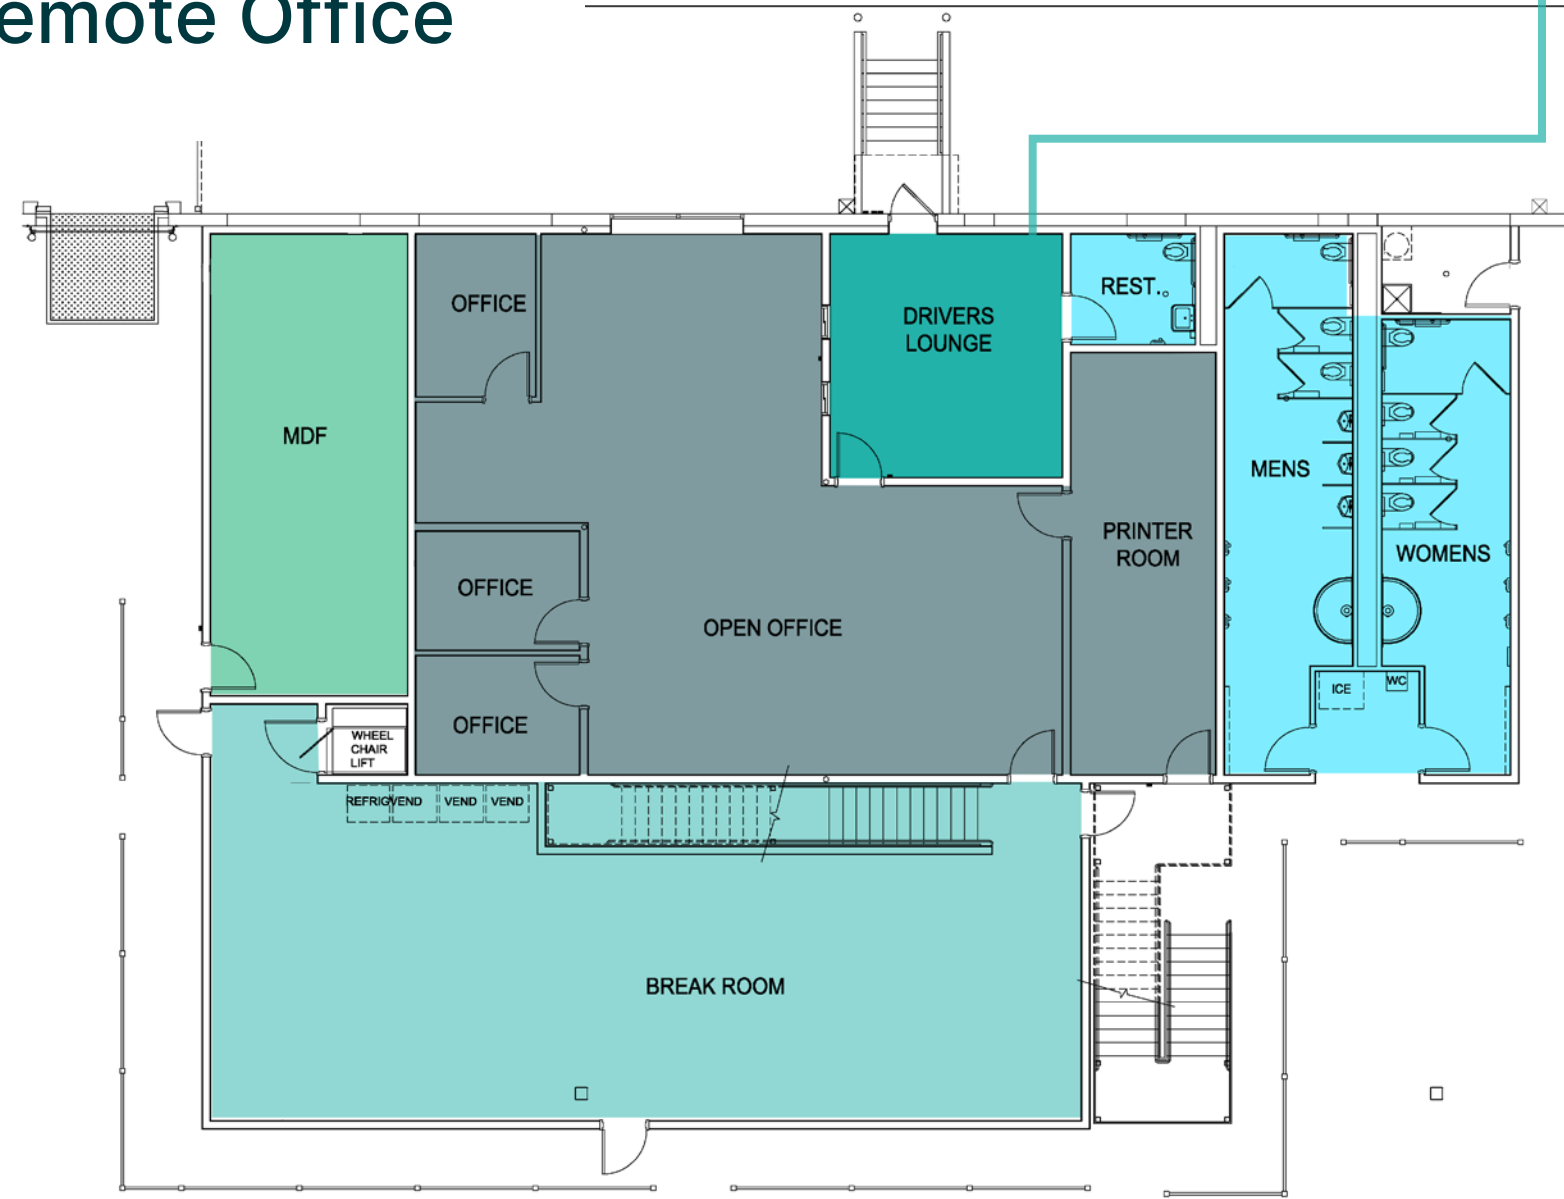 emote Office
OFFICE
REST.
DRIVERS
LOUNGE
MDF
MENS
PRINTER
ROOM
WOMENS
OFFICE
OPEN OFFICE
ICE
WC
OFFICE
WHEEL
CHAIR
LIFT
REFRIG
VEND
VEND
VEND
BREAK ROOM